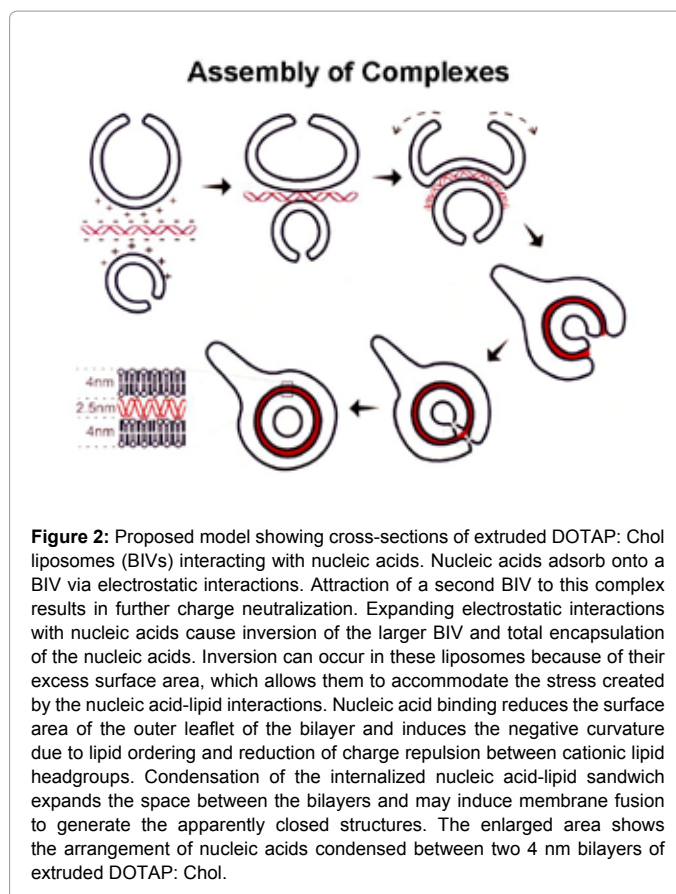 Assembly of Complexes
4nm
2.5nm
4nm
Figure 2: Proposed model showing cross-sections of extruded DOTAP: Chol
liposomes (BIVs) interacting with nucleic acids. Nucleic acids adsorb onto a
BIV via electrostatic interactions. Attraction of a second BIV to this complex
results in further charge neutralization. Expanding electrostatic interactions
with nucleic acids cause inversion of the larger BIV and total encapsulation
of the nucleic acids. Inversion can occur in these liposomes because of their
excess surface area, which allows them to accommodate the stress created
by the nucleic acid-lipid interactions. Nucleic acid binding reduces the surface
area of the outer leaflet of the bilayer and induces the negative curvature
due to lipid ordering and reduction of charge repulsion between cationic lipid
headgroups. Condensation of the internalized nucleic acid-lipid sandwich
expands the space between the bilayers and may induce membrane fusion
to generate the apparently closed structures. The enlarged area shows
the arrangement of nucleic acids condensed between two 4 nm bilayers of
extruded DOTAP: Chol.